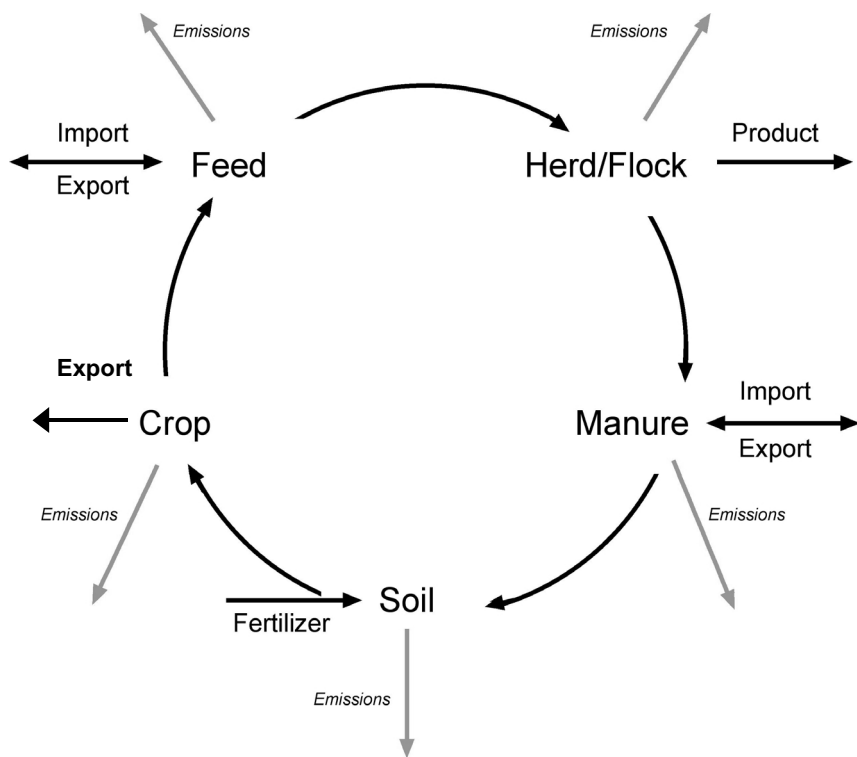 Emissions
Emissions
Import
Export
Feed
Herd/Flock
Product
Export
Crop
Manure
Import
Export
Emissions
Emissions
Fertilizer
Soil
Emissions